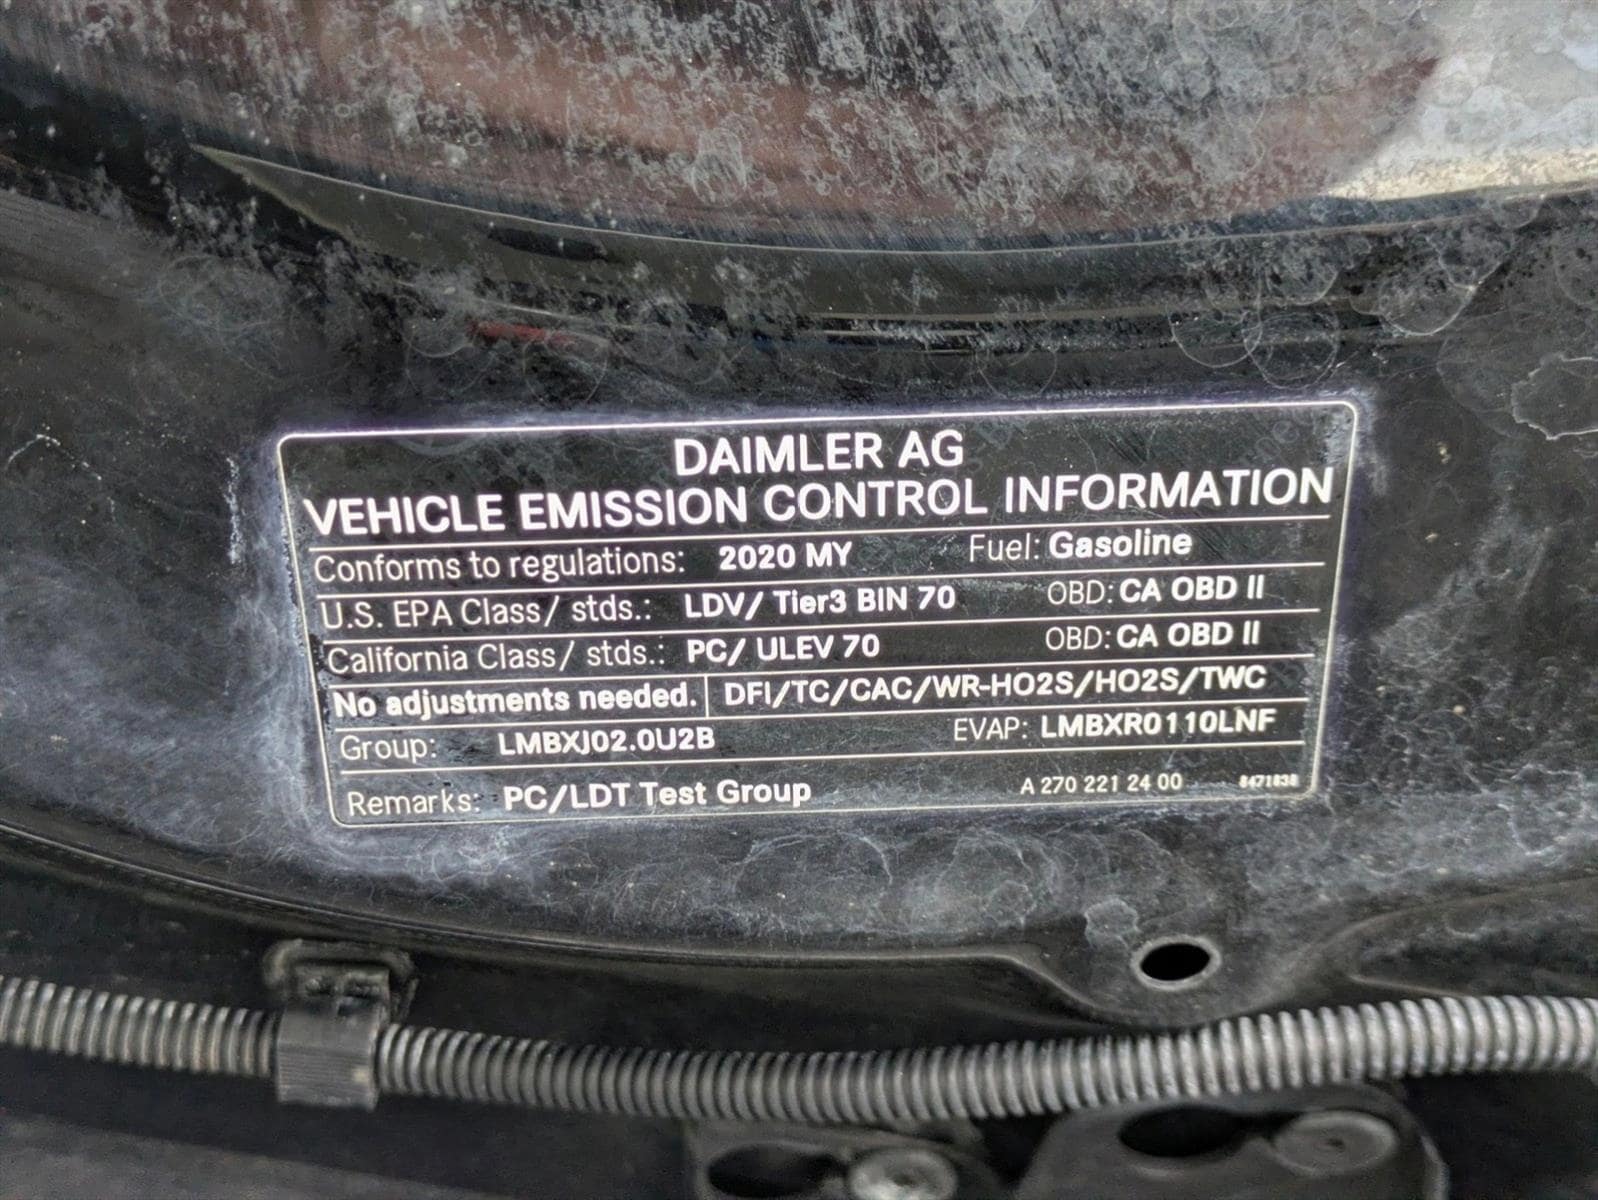 DAIMLER AG
VEHICLE EMISSION CONTROL INFORMATION
Conforms to regulations: 2020 MY Fuel: Gasoline
U.S. EPA Class/ stds.: LDV/ Tier3 BIN 70 OBD: CA OBD II
California Class/ stds.: PC/ ULEV 70 OBD: CA OBD II
No adjustments needed. DFI/TC/CAC/WR-HO2S/HO2S/TWC
Group: LMBXJ02.0U2B EVAP: LMBXR0110LNF
Remarks: PC/LDT Test Group A 270 221 24 00 8471838